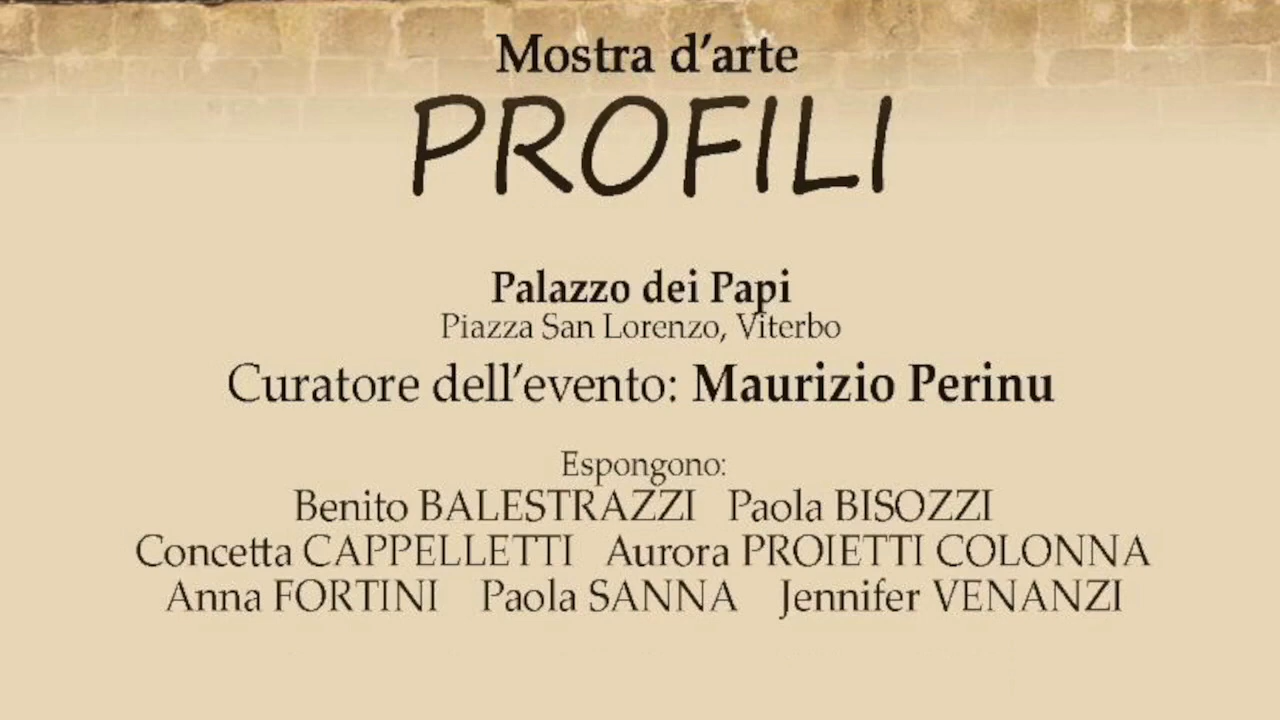 Mostra d'arte
PROFILI
Palazzo dei Papi
Piazza San Lorenzo, Viterbo
Curatore dell'evento: Maurizio Perinu
Espongono:
Benito BALESTRAZZI Paola BISOZZI
Concetta CAPPELLETTI Aurora PROIETTI COLONNA
Anna FORTINI Paola SANNA Jennifer VENANZI